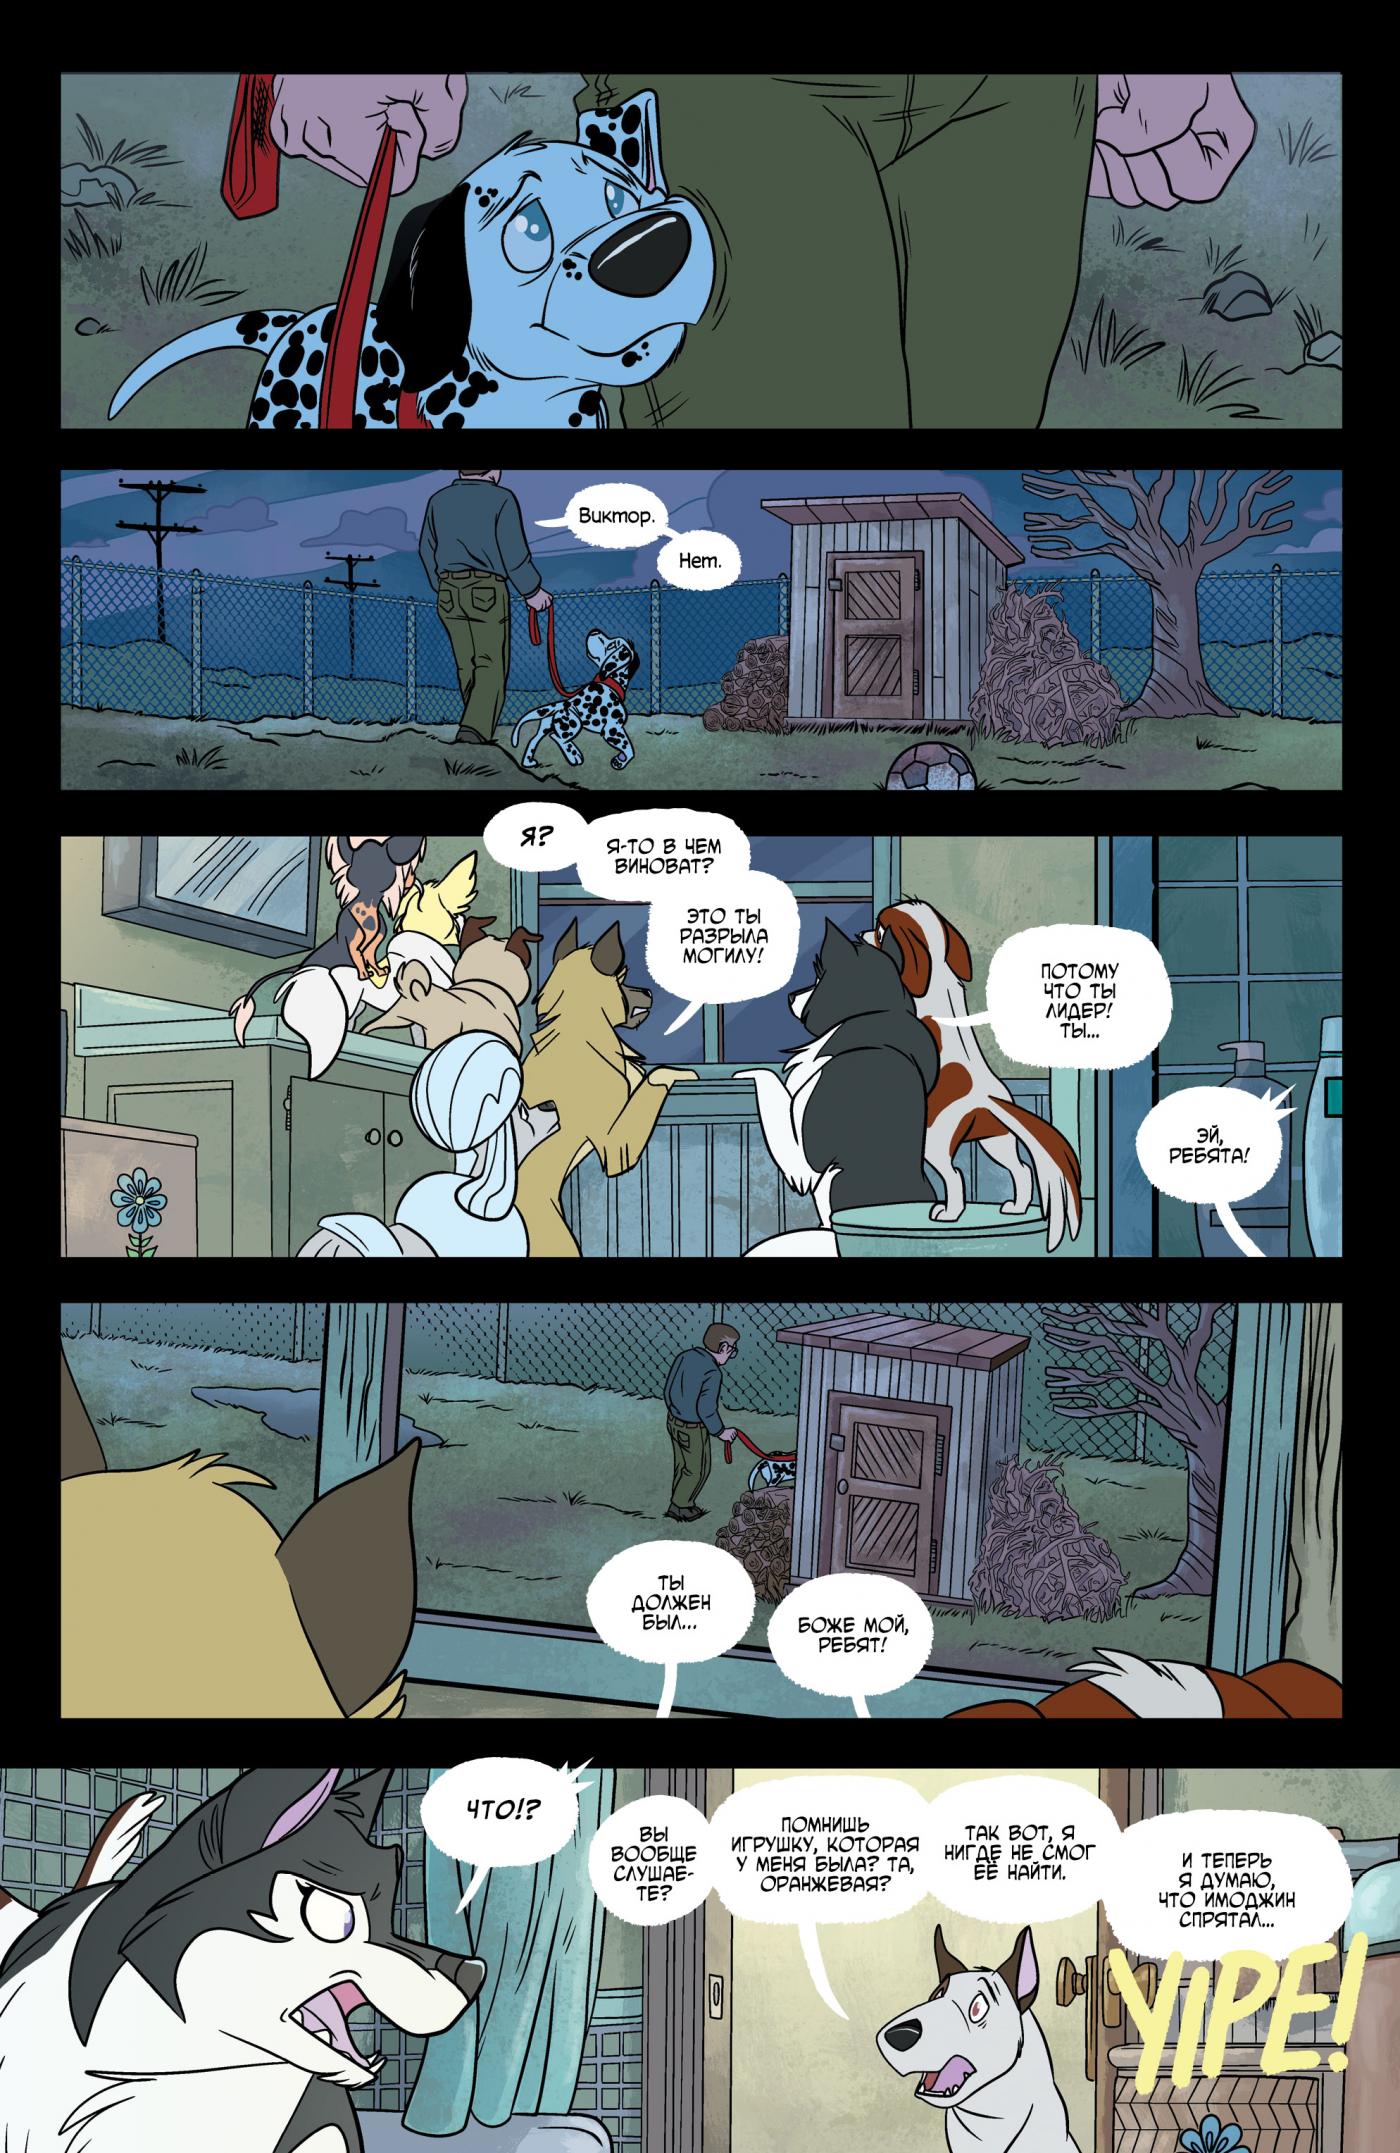 Виктор.
Нет.
Я?
Я-ТО В ЧЕМ
ВИНОВАТ?
ЭТО ТЫ
РАЗРЫЛА
МОГИЛУ!
ПОТОМУ
ЧТО ТЫ
ЛИДЕР!
ТЫ...
ЭЙ,
РЕБЯТА!
ТЫ
ДОЛЖЕН
БЫЛ...
БОЖЕ МОЙ,
РЕБЯТ!
ЧТО!?
ВЫ
ВООБЩЕ
СЛУШАЕ-
ТЕ?
ПОМНИШЬ
ИГРУШКУ, КОТОРАЯ
У МЕНЯ БЫЛА? ТА,
ОРАНЖЕВАЯ?
ТАК ВОТ, Я
НИГДЕ НЕ СМОГ
ЕЁ НАЙТИ.
И ТЕПЕРЬ
Я ДУМАЮ,
ЧТО ИМОДЖИН
СПРЯТАЛ...
YIPE!